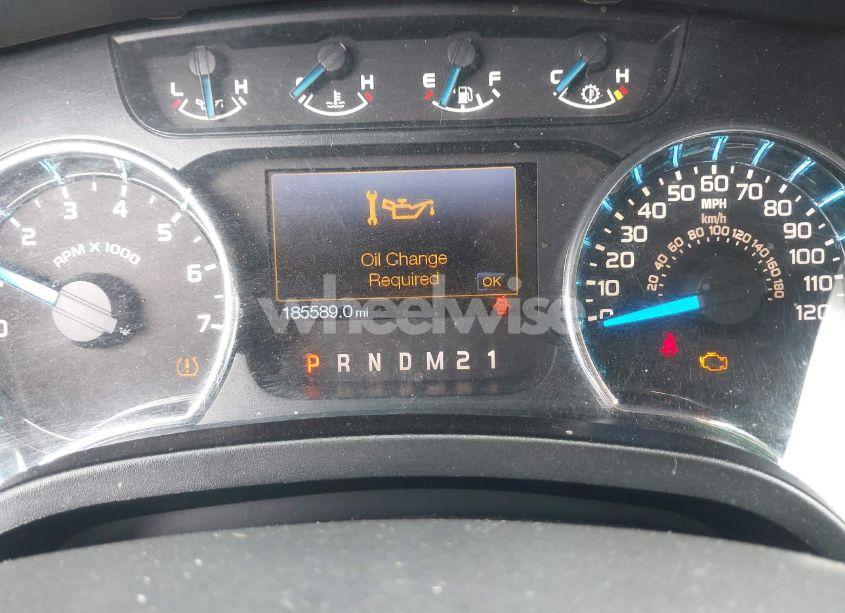 L H C H E F C H
1 2 3 4 5 6 7
RPM X 1000
Oil Change
Required
OK
185589.0 mi
wheelwise
P R N D M 2 1
0 10 20 30 40 50 60 70 80 90 100 110 120
MPH
km/h
20 40 60 80 100 120 140 160 180